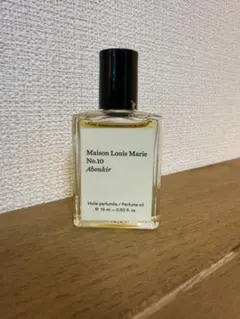 Maison Louis Marie
No.10
Aboukir
Huile parfumée / Perfume oil
℮ 15 ml – 0.50 fl. oz